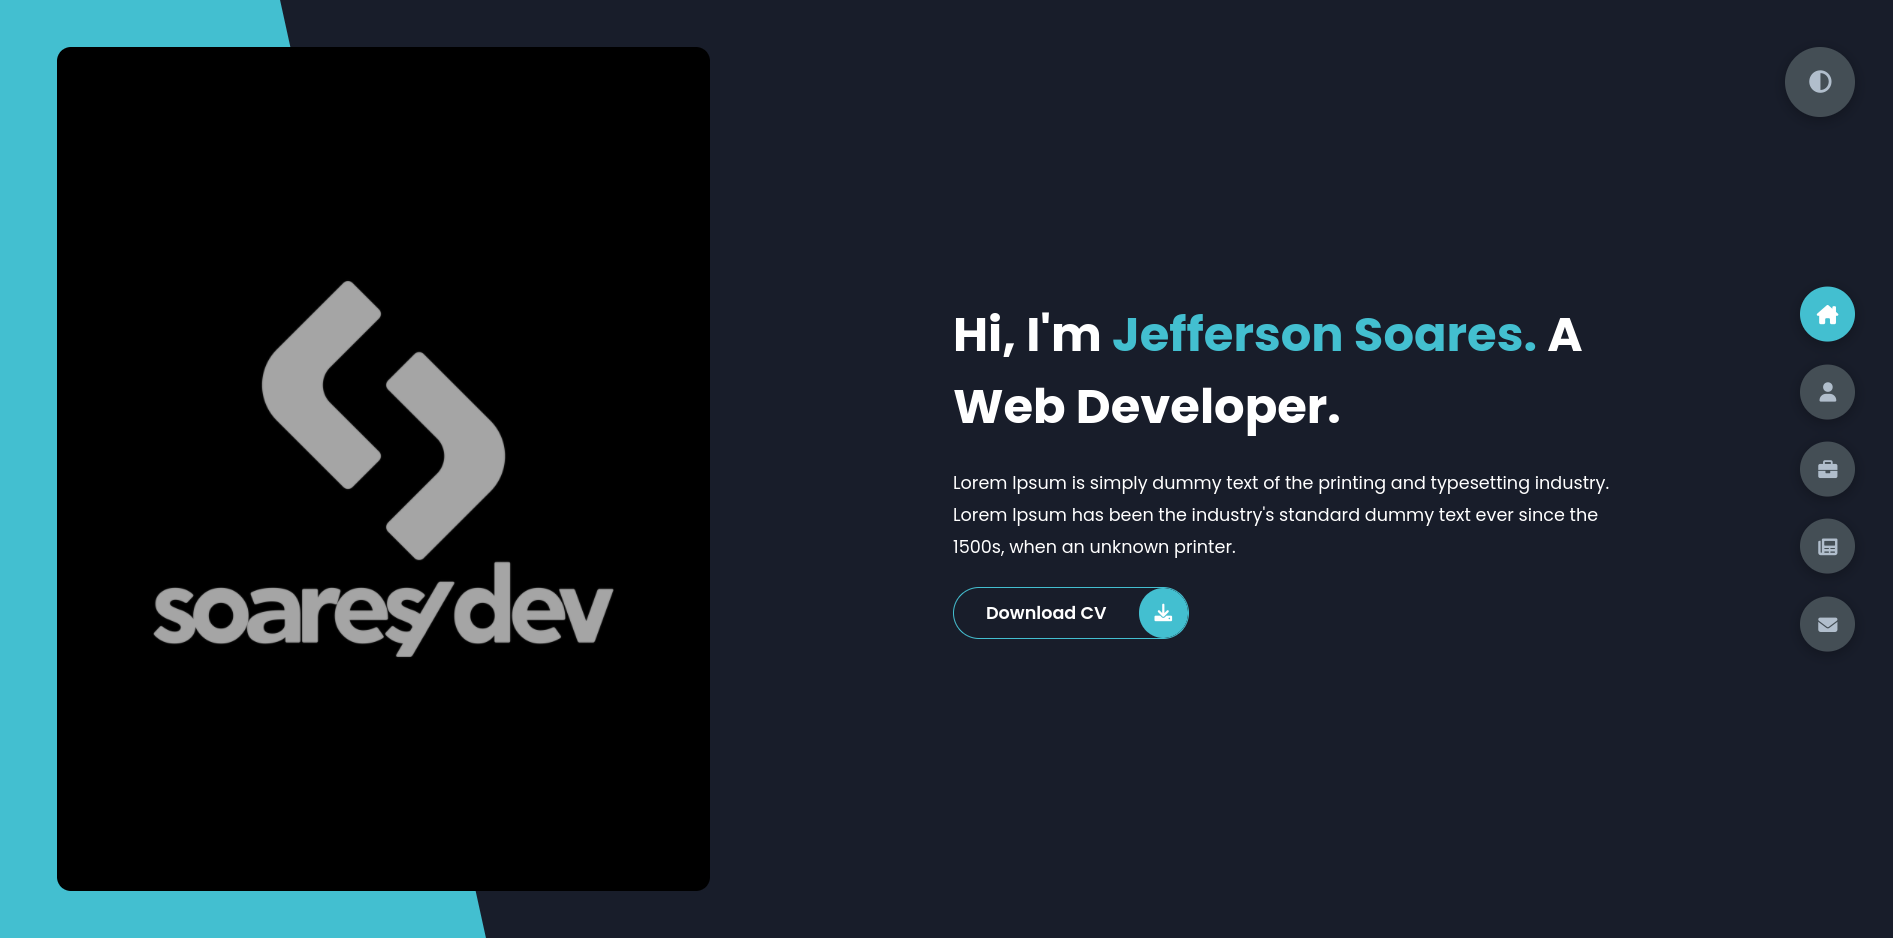 soares/dev
Hi, I'm Jefferson Soares. A
Web Developer.
Lorem Ipsum is simply dummy text of the printing and typesetting industry.
Lorem Ipsum has been the industry's standard dummy text ever since the
1500s, when an unknown printer.
Download CV